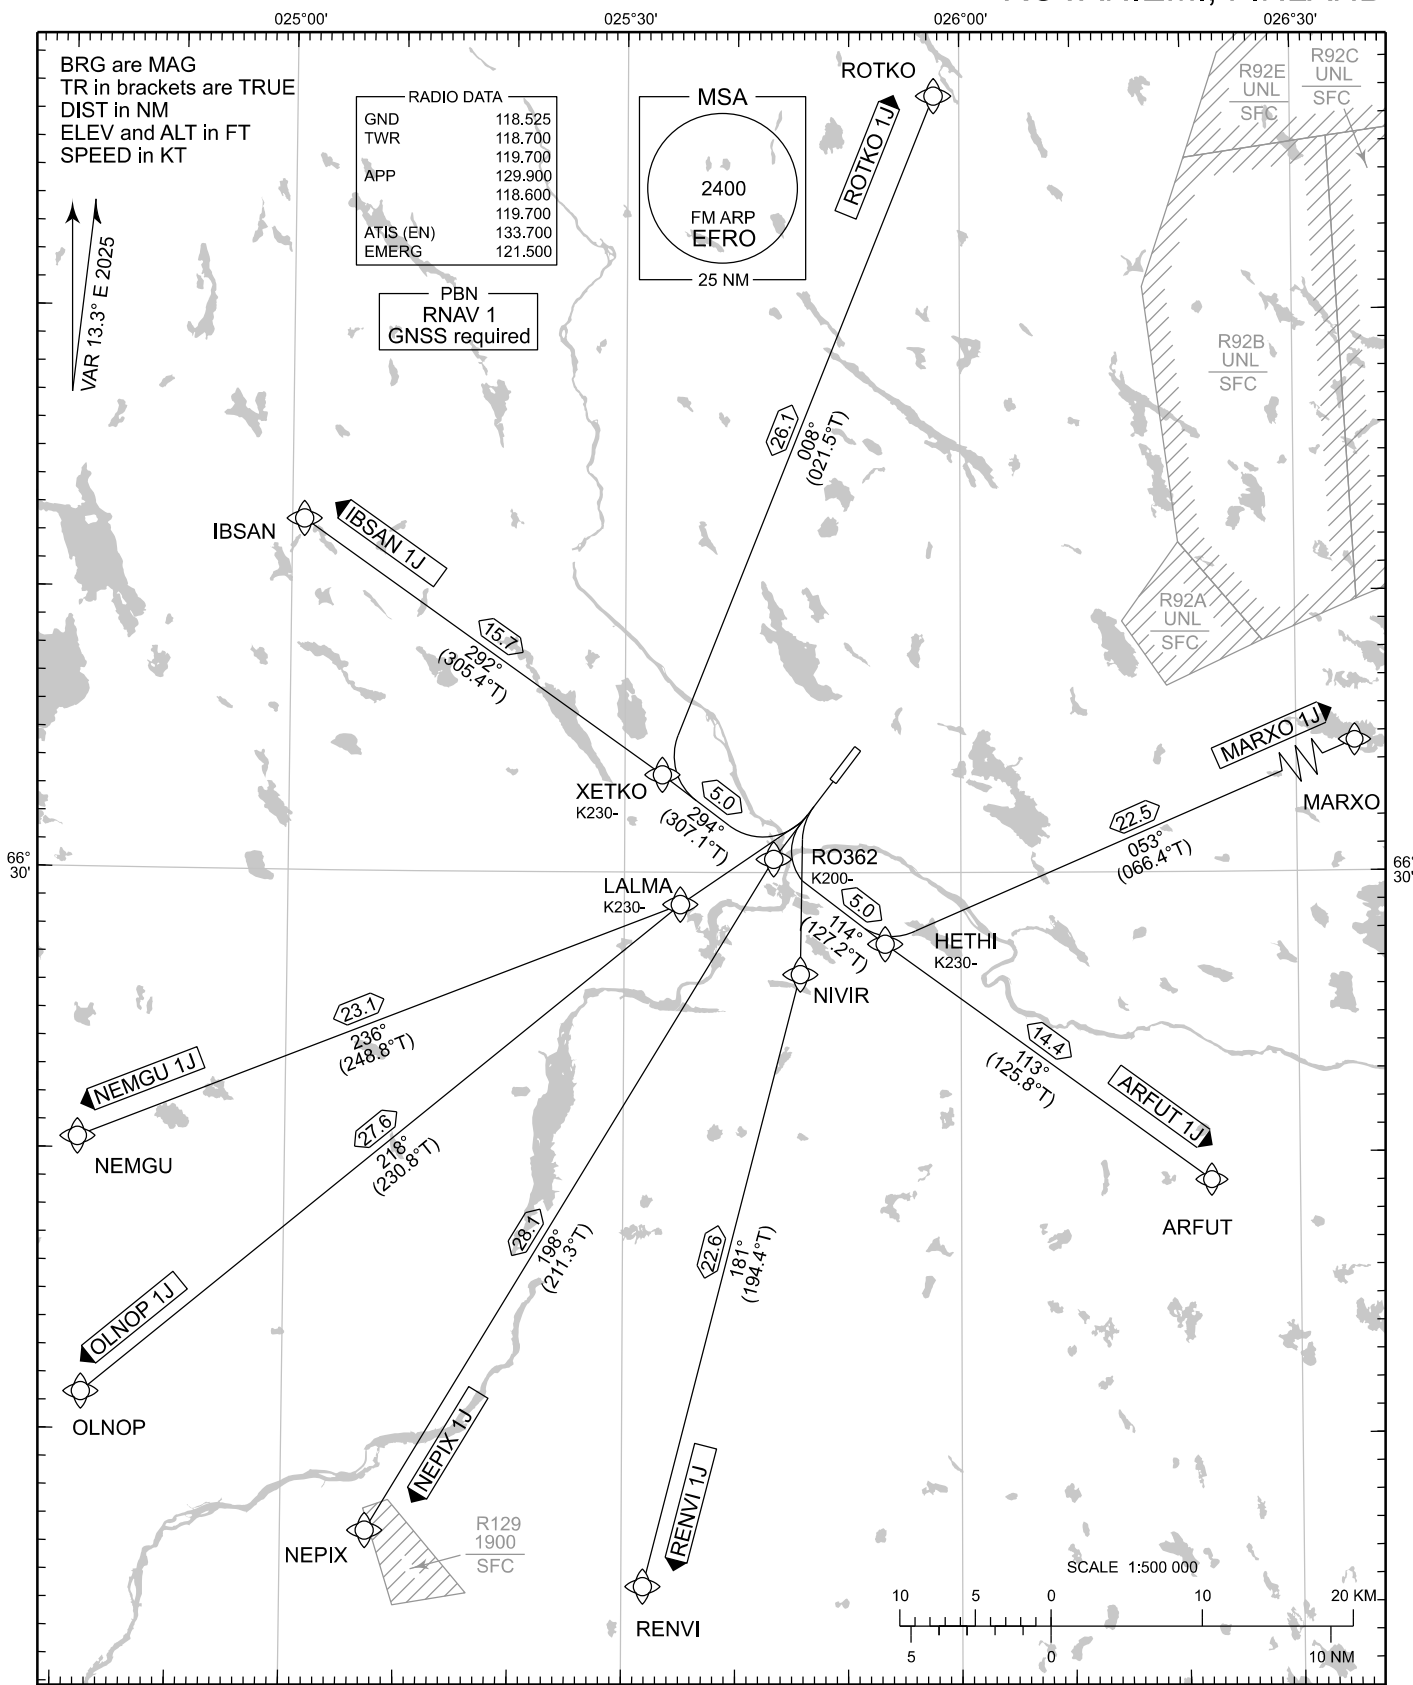 025°00'
025°30'
026°00'
026°30'
BRG are MAG
TR in brackets are TRUE
DIST in NM
ELEV and ALT in FT
SPEED in KT
VAR 13.3° E 2025
RADIO DATA
GND 118.525
TWR 118.700
119.700
APP 129.900
118.600
119.700
ATIS (EN) 133.700
EMERG 121.500
PBN
RNAV 1
GNSS required
MSA
2400
FM ARP
EFRO
25 NM
ROTKO
ROTKO 1J
R92E
UNL
SFC
R92C
UNL
SFC
R92B
UNL
SFC
R92A
UNL
SFC
26.1
008°
(021.5°T)
IBSAN
IBSAN 1J
15.7
292°
(305.4°T)
XETKO
K230-
5.0
294°
(307.1°T)
MARXO 1J
MARXO
22.5
053°
(066.4°T)
66°
30'
66°
30'
RO362
K200-
LALMA
K230-
5.0
114°
(127.2°T)
HETHI
K230-
NIVIR
23.1
236°
(248.8°T)
NEMGU 1J
NEMGU
14.4
113°
(125.8°T)
ARFUT 1J
ARFUT
27.6
218°
(230.8°T)
OLNOP 1J
OLNOP
28.1
198°
(211.3°T)
22.6
181°
(194.4°T)
NEPIX 1J
NEPIX
R129
1900
SFC
RENVI 1J
RENVI
SCALE 1:500 000
10 5 0 10 20 KM
5 0 10 NM